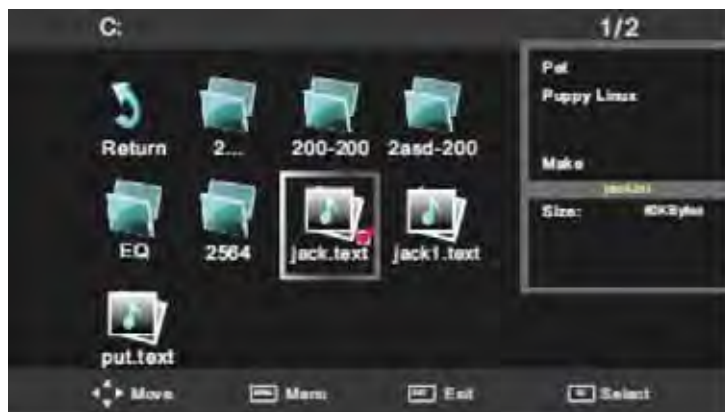 C:
1/2
Return
2...
200-200
2asd-200
EQ
2564
jack.text
jack1.text
put.text
Pet
Puppy Linux
Make
Size:
Move
Menu
Exit
Select